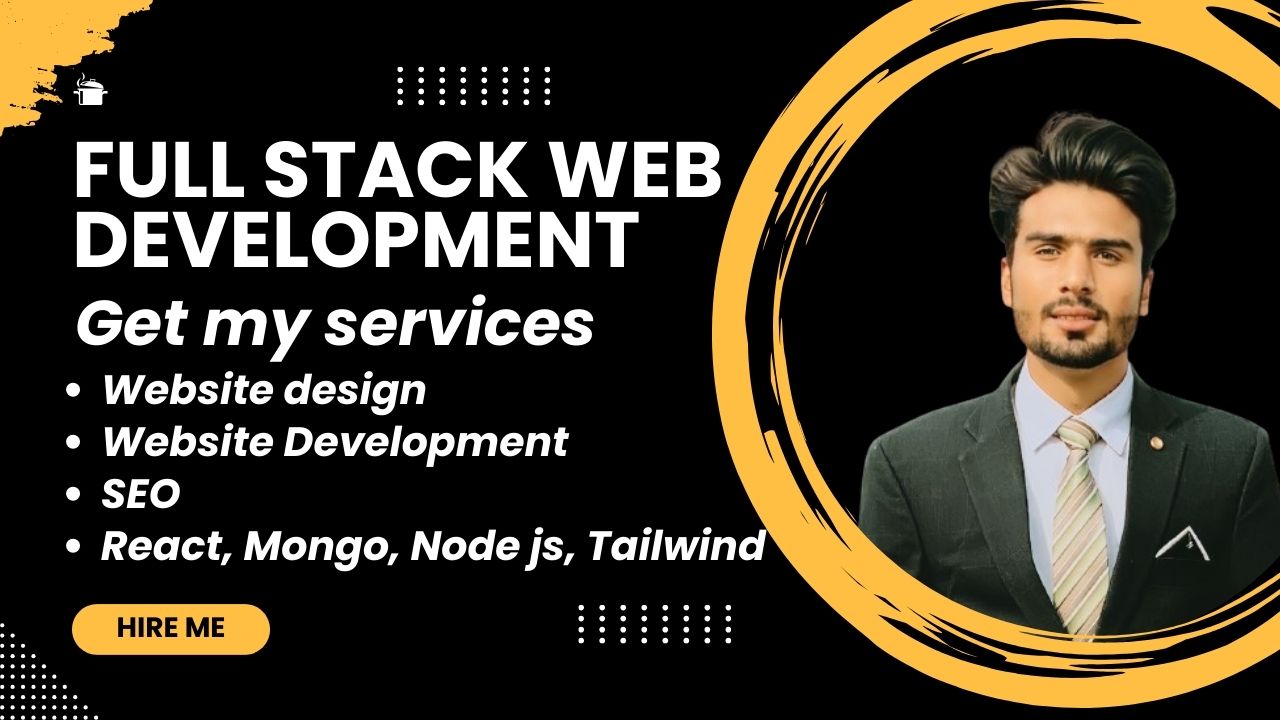 FULL STACK WEB
DEVELOPMENT
Get my services
• Website design
• Website Development
• SEO
• React, Mongo, Node js, Tailwind
HIRE ME